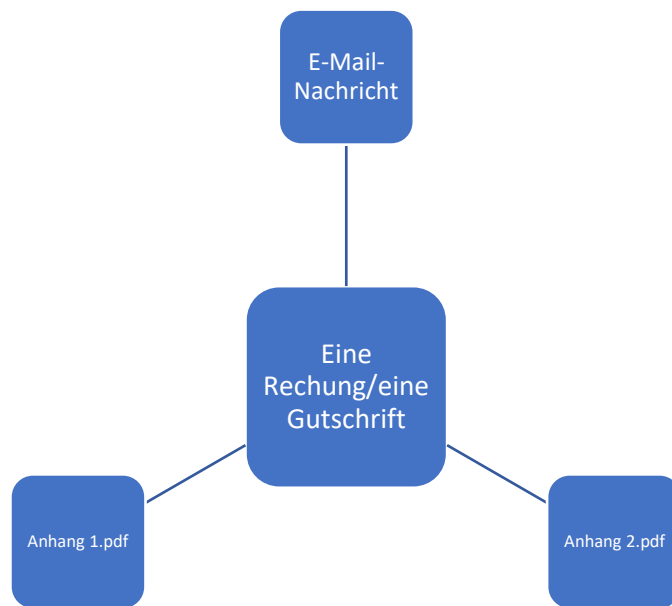 E-Mail-
Nachricht
Eine
Rechung/eine
Gutschrift
Anhang 1.pdf
Anhang 2.pdf